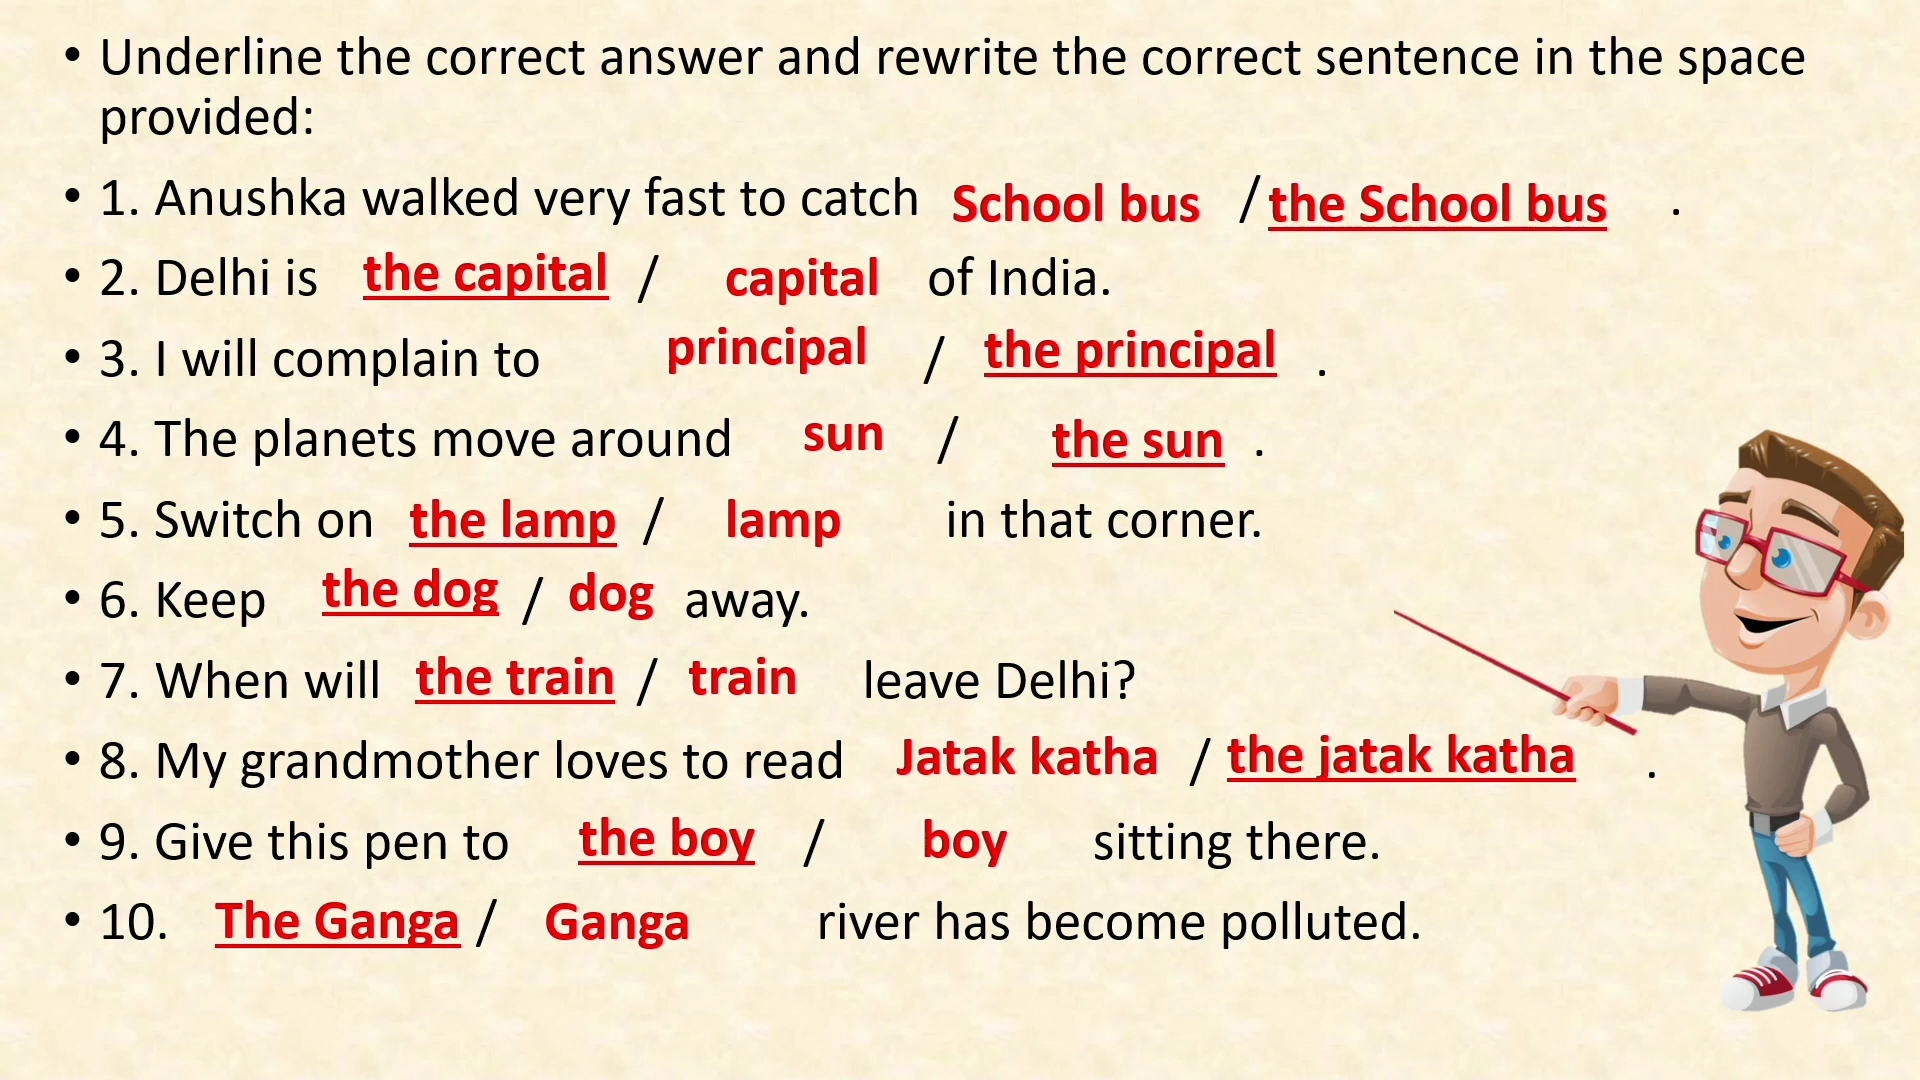 • Underline the correct answer and rewrite the correct sentence in the space
provided:
• 1. Anushka walked very fast to catch School bus / the School bus .
• 2. Delhi is the capital / capital of India.
• 3. I will complain to principal / the principal .
• 4. The planets move around sun / the sun .
• 5. Switch on the lamp / lamp in that corner.
• 6. Keep the dog / dog away.
• 7. When will the train / train leave Delhi?
• 8. My grandmother loves to read Jatak katha / the jatak katha .
• 9. Give this pen to the boy / boy sitting there.
• 10. The Ganga / Ganga river has become polluted.